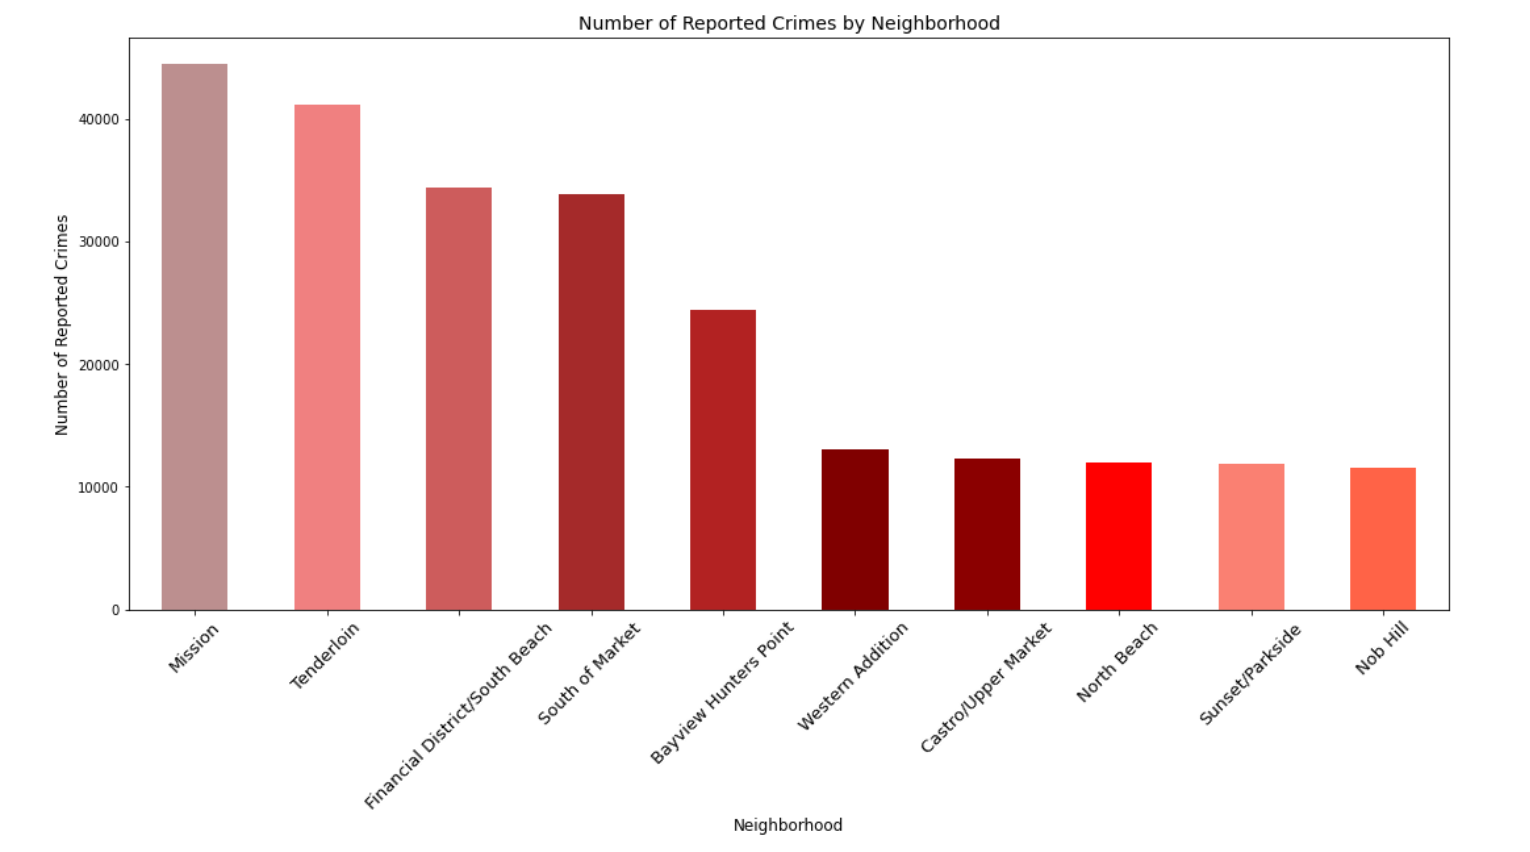 Number of Reported Crimes by Neighborhood
Number of Reported Crimes
40000
30000
20000
10000
0
Mission
Tenderloin
Financial District/South Beach
South of Market
Bayview Hunters Point
Western Addition
Castro/Upper Market
North Beach
Sunset/Parkside
Nob Hill
Neighborhood